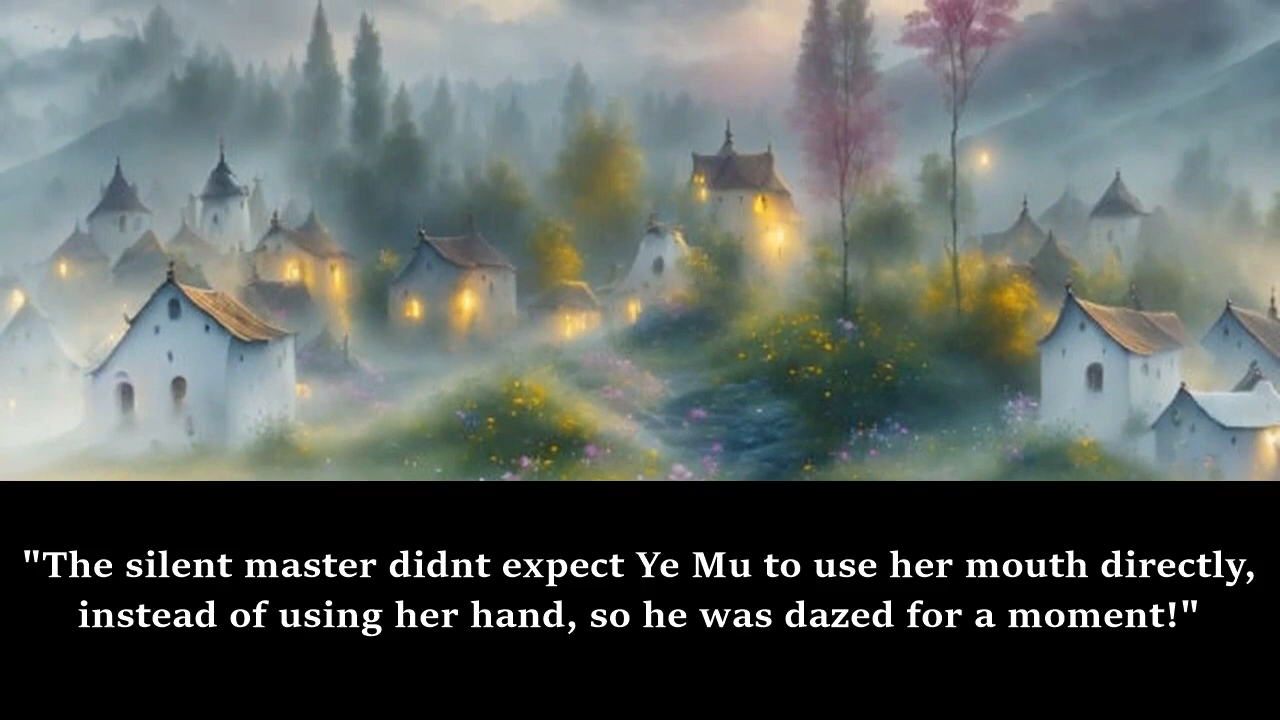 "The silent master didnt expect Ye Mu to use her mouth directly,
instead of using her hand, so he was dazed for a moment!"